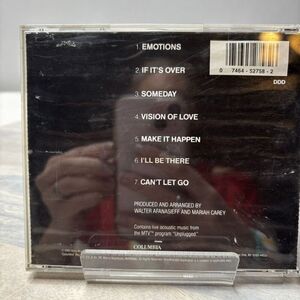 1. EMOTIONS
2. IF IT'S OVER
3. SOMEDAY
4. VISION OF LOVE
5. MAKE IT HAPPEN
6. I'LL BE THERE
7. CAN'T LET GO
0 7464-52758-2
DDD
PRODUCED AND ARRANGED BY
WALTER AFANASIEFF AND MARIAH CAREY
Contains live acoustic music from
the MTV™ program "Unplugged"
COLUMBIA